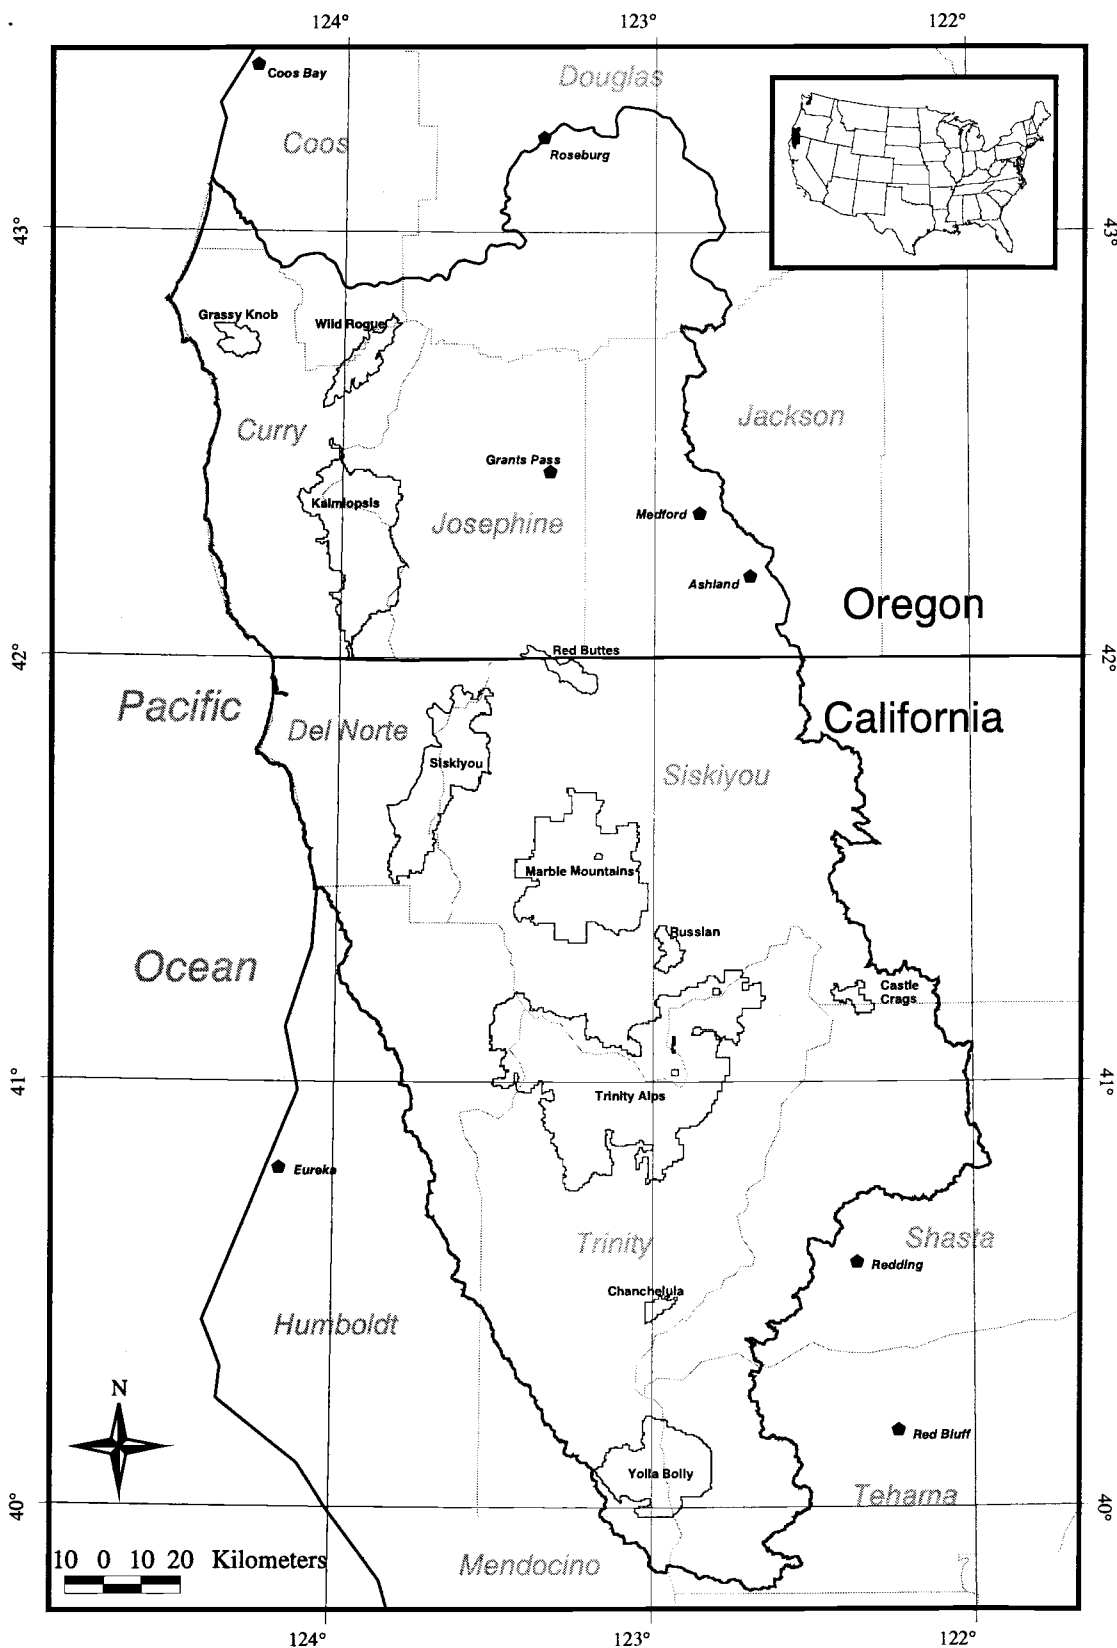 124°
123°
122°
Coos Bay
Douglas
Coos
Roseburg
43°
43°
Grassy Knob
Wild Rogue
Jackson
Curry
Grants Pass
Kalmiopsis
Josephine
Medford
Ashland
Oregon
42°
Red Buttes
42°
Pacific
Del Norte
California
Siskiyou
Siskiyou
Marble Mountains
Russian
Ocean
Castle
Crags
41°
Trinity Alps
41°
Eureka
Trinity
Shasta
Redding
Chanchelula
Humboldt
N
Red Bluff
Yolla Bolly
Tehama
40°
40°
10 0 10 20 Kilometers
Mendocino
124°
123°
122°